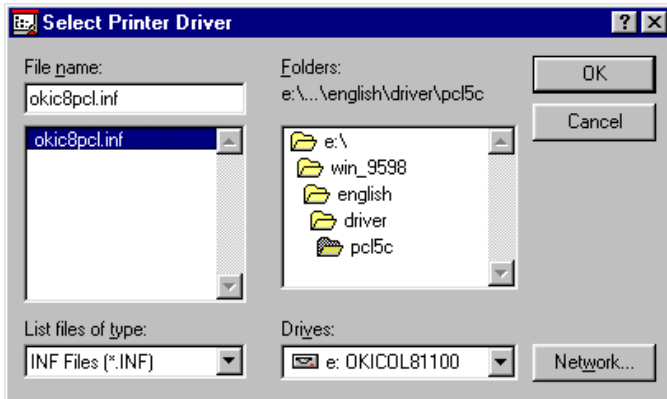 Select Printer Driver
File name:
okic8pcl.inf
okic8pcl.inf
List files of type:
INF Files (*.INF)
Folders:
e:\...\english\driver\pcl5c
e:\
win_9598
english
driver
pcl5c
Drives:
e: OKICOL81100
OK
Cancel
Network...